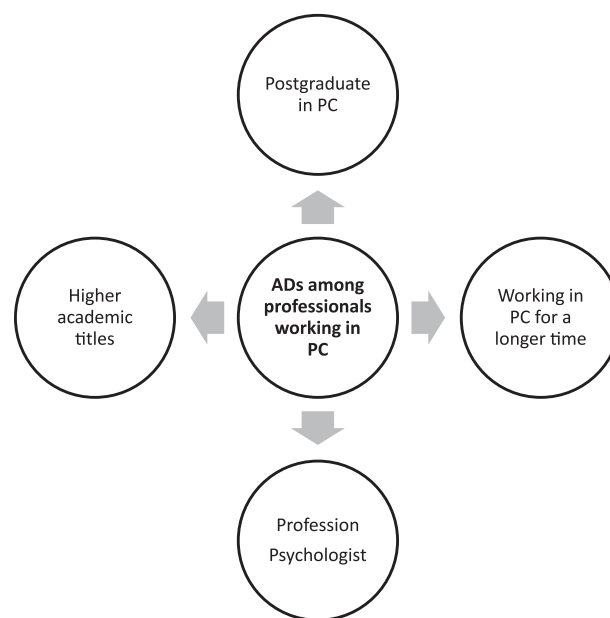 Postgraduate
in PC
Higher
academic
titles
ADs among
professionals
working in
PC
Working in
PC for a
longer time
Profession
Psychologist